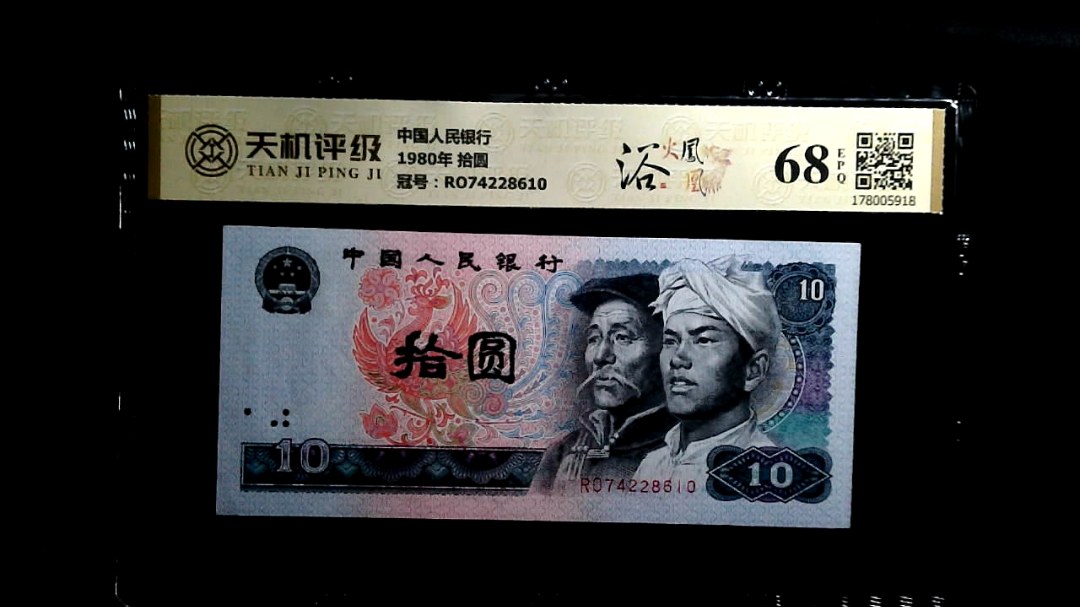 天机评级
TIAN JI PING JI
中国人民银行
1980年 拾圆
冠号：RO74228610
浴火凤凰
68
EPQ
178005918
中国人民银行
10
拾圆
10
RO74228610
10